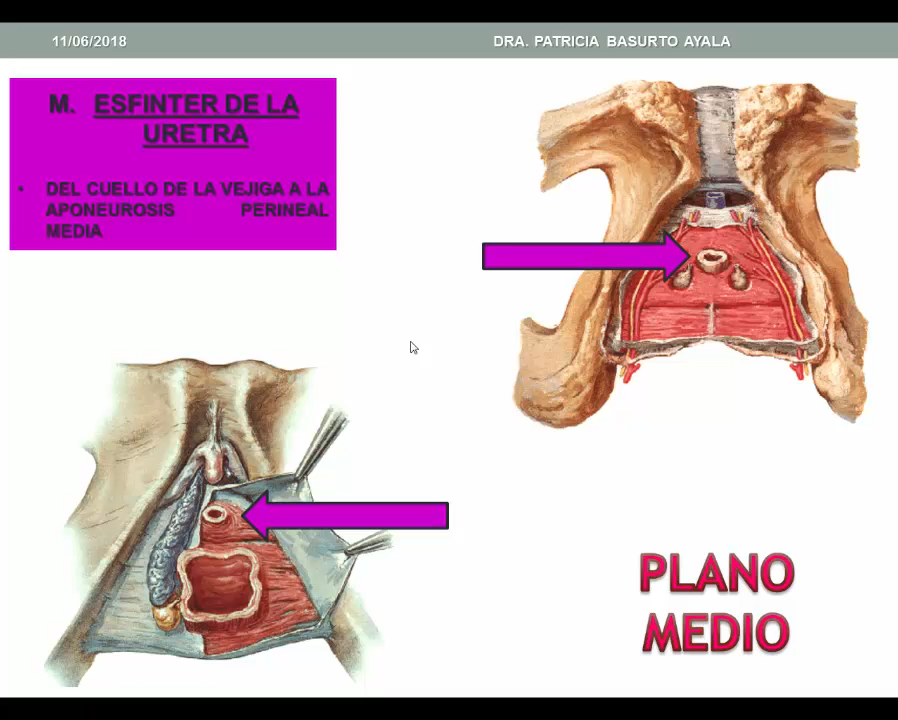 11/06/2018
DRA. PATRICIA BASURTO AYALA
M. ESFINTER DE LA
URETRA
• DEL CUELLO DE LA VEJIGA A LA
APONEUROSIS PERINEAL
MEDIA
PLANO
MEDIO